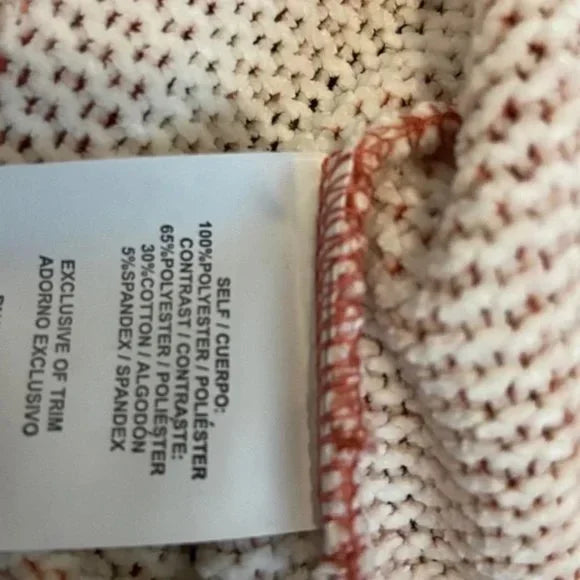 SELF / CUERPO:
100%POLYESTER / POLIÉSTER
CONTRAST / CONTRASTE:
65%POLYESTER / POLIÉSTER
30%COTTON / ALGODÓN
5%SPANDEX / SPANDEX
EXCLUSIVE OF TRIM
ADORNO EXCLUSIVO